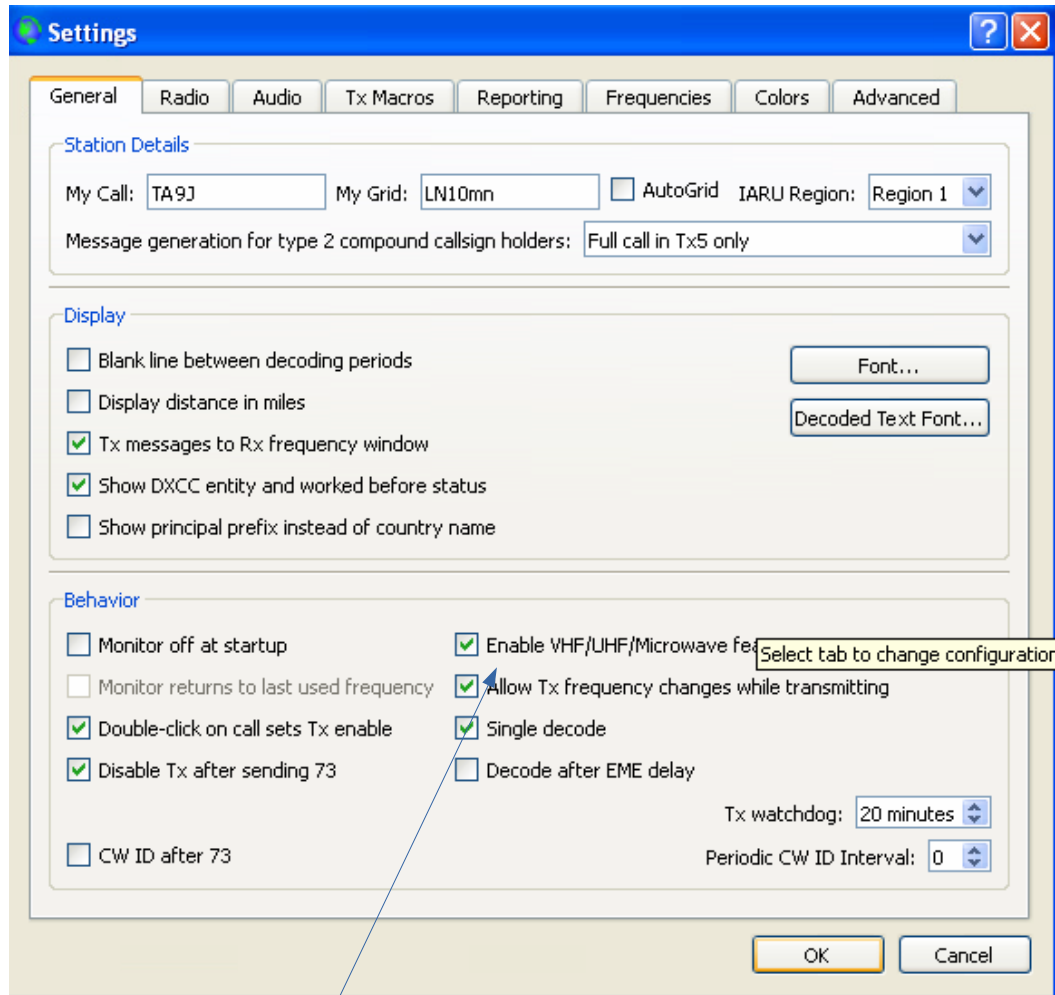 Settings
General Radio Audio Tx Macros Reporting Frequencies Colors Advanced
Station Details
My Call: TA9J My Grid: LN10mn AutoGrid IARU Region: Region 1
Message generation for type 2 compound callsign holders: Full call in Tx5 only
Display
Blank line between decoding periods
Font...
Display distance in miles
Decoded Text Font...
Tx messages to Rx frequency window
Show DXCC entity and worked before status
Show principal prefix instead of country name
Behavior
Monitor off at startup Enable VHF/UHF/Microwave fea
Select tab to change configuration
Monitor returns to last used frequency Allow Tx frequency changes while transmitting
Double-click on call sets Tx enable Single decode
Disable Tx after sending 73 Decode after EME delay
Tx watchdog: 20 minutes
CW ID after 73 Periodic CW ID Interval: 0
OK Cancel